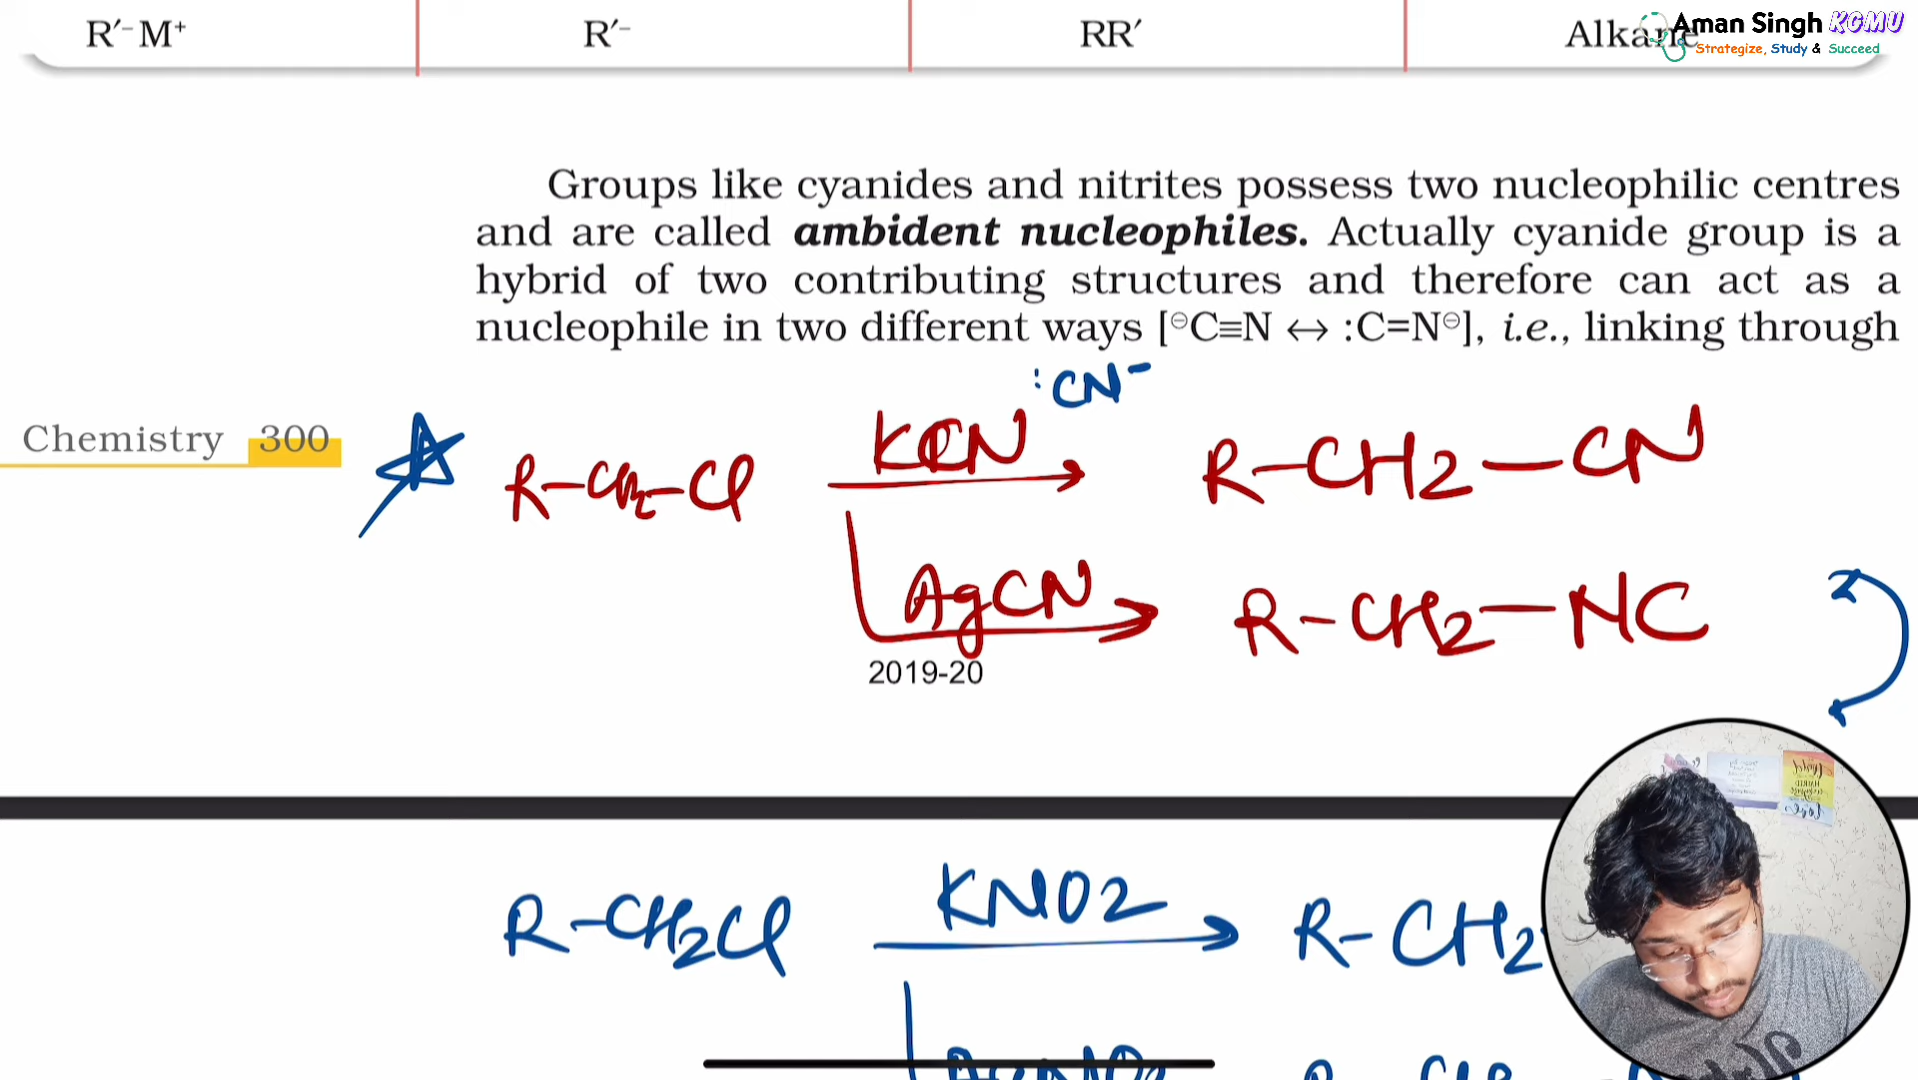 R′⁻ M⁺ R′⁻ RR′ Alkane
Aman Singh KGMU
Strategize, Study & Succeed
Groups like cyanides and nitrites possess two nucleophilic centres
and are called ambident nucleophiles. Actually cyanide group is a
hybrid of two contributing structures and therefore can act as a
nucleophile in two different ways [⊖C≡N ↔ :C=N⊖], i.e., linking through
:CN⁻
Chemistry 300
R-CH2-Cl KCN R-CH2-CN
AgCN R-CH2-NC
2019-20
R-CH2Cl KNO2 R-CH2